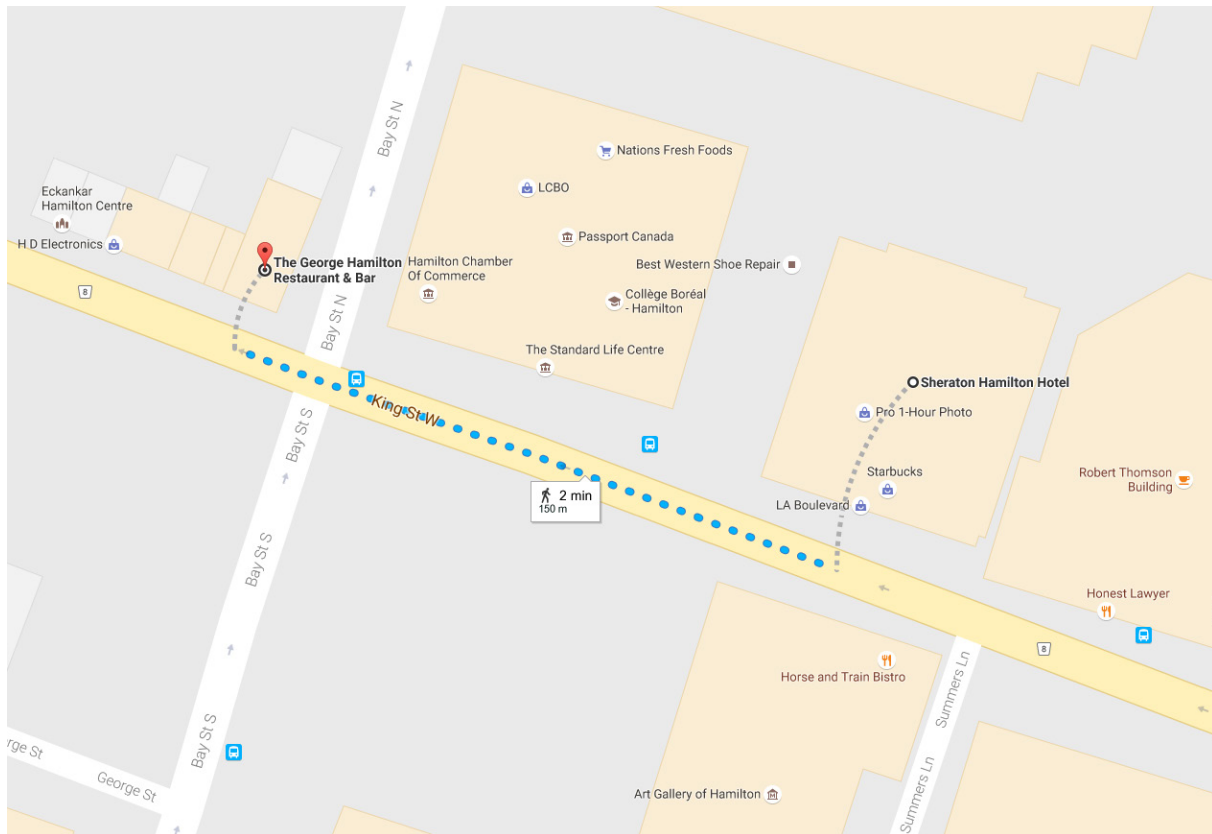 Bay St N
Nations Fresh Foods
LCBO
Eckankar
Hamilton Centre
Passport Canada
H D Electronics
The George Hamilton
Restaurant & Bar
Hamilton Chamber
Of Commerce
Best Western Shoe Repair
8
Collège Boréal
- Hamilton
Bay St N
The Standard Life Centre
Sheraton Hamilton Hotel
King St W
Pro 1-Hour Photo
Bay St S
Starbucks
Robert Thomson
Building
2 min
150 m
LA Boulevard
Bay St S
Honest Lawyer
8
Horse and Train Bistro
Summers Ln
Bay St S
rge St
George St
Summers Ln
Art Gallery of Hamilton